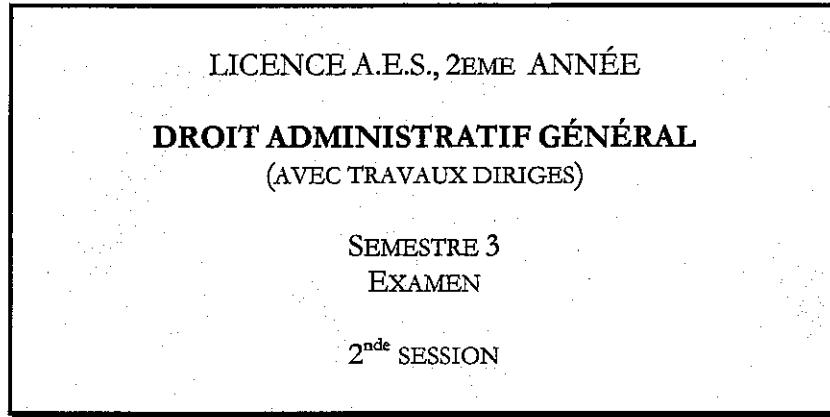 LICENCE A.E.S., 2EME ANNÉE
DROIT ADMINISTRATIF GÉNÉRAL
(AVEC TRAVAUX DIRIGES)
SEMESTRE 3
EXAMEN
2nde SESSION